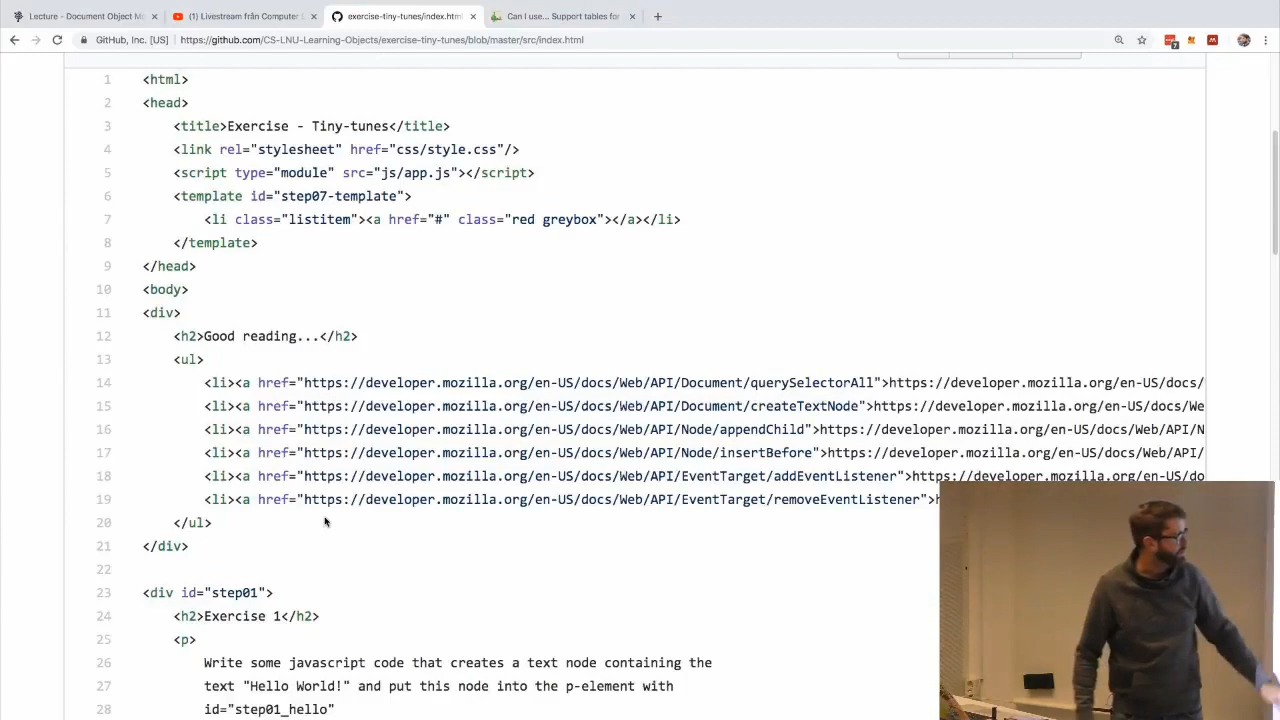 Lecture - Document Object M
(1) Livestream från Computer S
exercise-tiny-tunes/index.html
Can I use... Support tables for
GitHub, Inc. [US] https://github.com/CS-LNU-Learning-Objects/exercise-tiny-tunes/blob/master/src/index.html
7
1 <html>
2 <head>
3 <title>Exercise - Tiny-tunes</title>
4 <link rel="stylesheet" href="css/style.css"/>
5 <script type="module" src="js/app.js"></script>
6 <template id="step07-template">
7 <li class="listitem"><a href="#" class="red greybox"></a></li>
8 </template>
9 </head>
10 <body>
11 <div>
12 <h2>Good reading...</h2>
13 <ul>
14 <li><a href="https://developer.mozilla.org/en-US/docs/Web/API/Document/querySelectorAll">https://developer.mozilla.org/en-US/docs/
15 <li><a href="https://developer.mozilla.org/en-US/docs/Web/API/Document/createTextNode">https://developer.mozilla.org/en-US/docs/We
16 <li><a href="https://developer.mozilla.org/en-US/docs/Web/API/Node/appendChild">https://developer.mozilla.org/en-US/docs/Web/API/N
17 <li><a href="https://developer.mozilla.org/en-US/docs/Web/API/Node/insertBefore">https://developer.mozilla.org/en-US/docs/Web/API/
18 <li><a href="https://developer.mozilla.org/en-US/docs/Web/API/EventTarget/addEventListener">https://developer.mozilla.org/en-US/do
19 <li><a href="https://developer.mozilla.org/en-US/docs/Web/API/EventTarget/removeEventListener">
20 </ul>
21 </div>
22
23 <div id="step01">
24 <h2>Exercise 1</h2>
25 <p>
26 Write some javascript code that creates a text node containing the
27 text "Hello World!" and put this node into the p-element with
28 id="step01_hello"